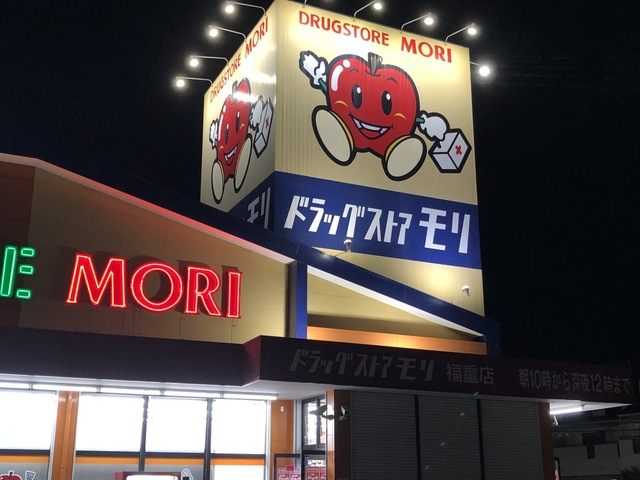 DRUGSTORE MORI
DRUGSTORE MORI
ドラッグストア モリ
モリ
E MORI
ドラッグストア モリ 福重店 朝10時から深夜12時まで